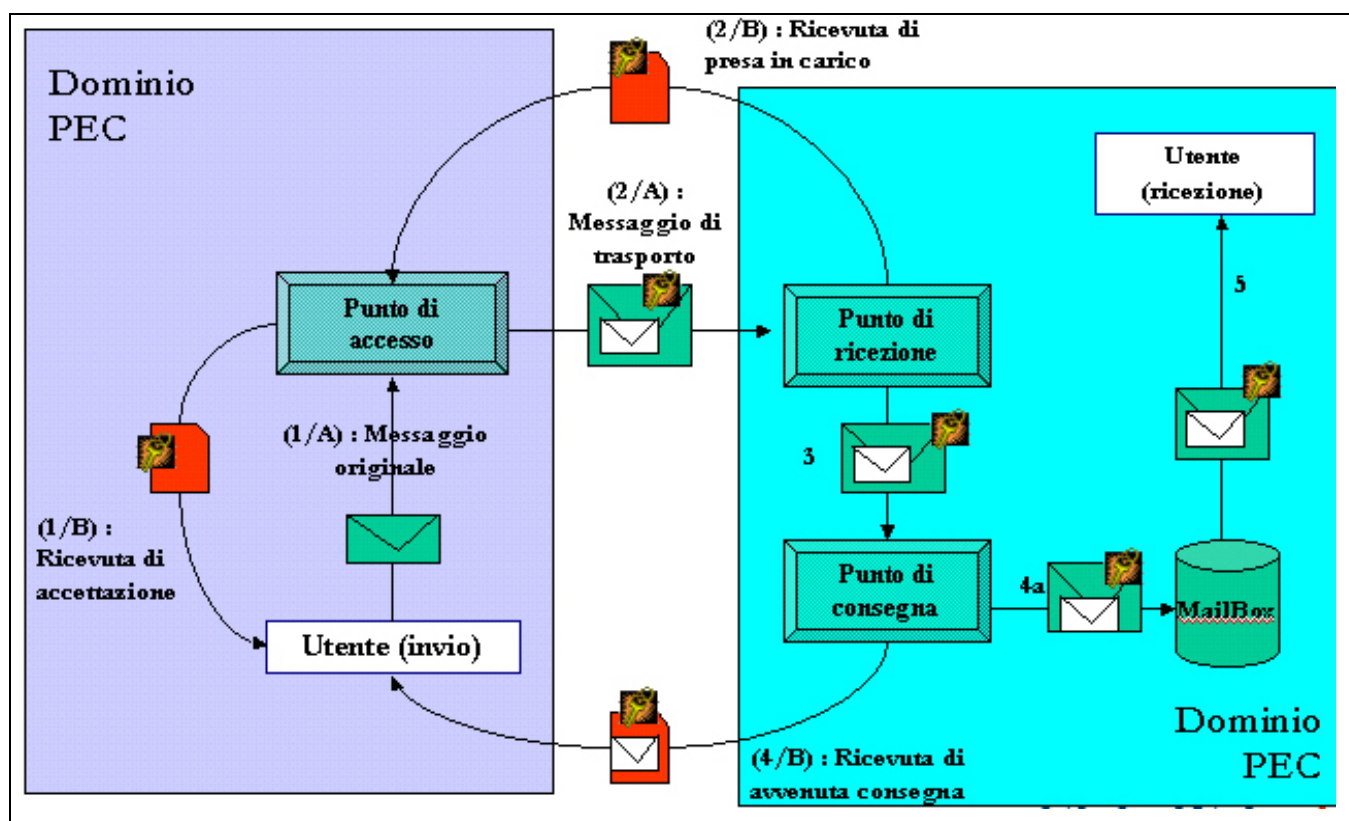 Dominio
PEC
(2/B) : Ricevuta di
presa in carico
(2/A) :
Messaggio di
trasporto
Utente
(ricezione)
Punto di
accesso
Punto di
ricezione
5
(1/A) : Messaggio
originale
3
(1/B) :
Ricevuta di
accettazione
Punto di
consegna
4a
MailBox
Utente (invio)
(4/B) : Ricevuta di
avvenuta consegna
Dominio
PEC